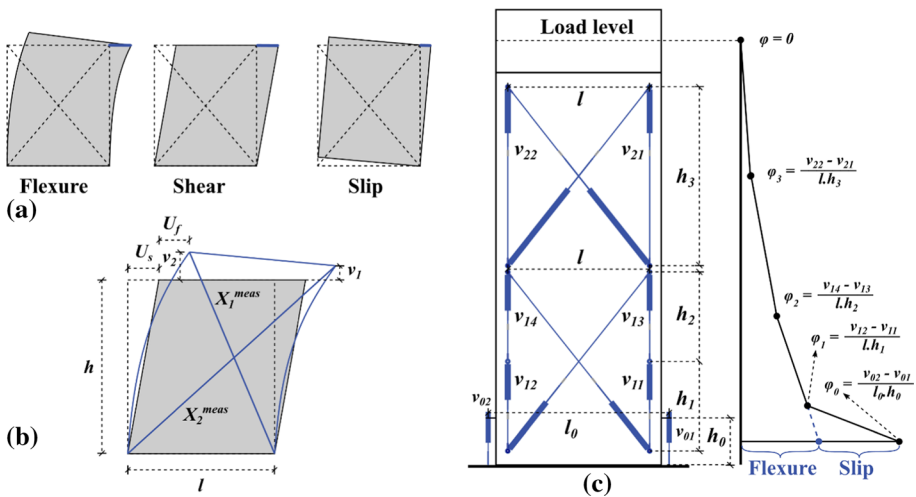 Flexure
Shear
Slip
(a)
U_f
U_s
v_2
v_1
X_1^meas
h
X_2^meas
(b)
l
Load level
l
v_22
v_21
h_3
l
v_14
v_13
h_2
v_12
v_11
h_1
v_02
l_0
v_01
h_0
(c)
φ = 0
φ_3 = (v_22 - v_21) / (l.h_3)
φ_2 = (v_14 - v_13) / (l.h_2)
φ_1 = (v_12 - v_11) / (l.h_1)
φ_0 = (v_02 - v_01) / (l_0.h_0)
Flexure
Slip